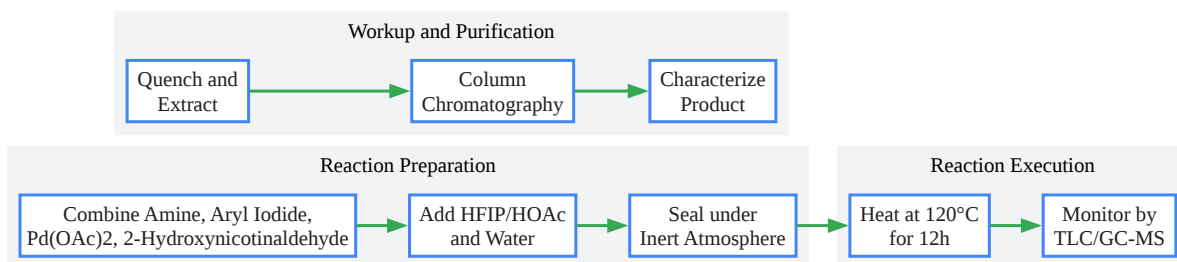 Workup and Purification
Quench and
Extract
Column
Chromatography
Characterize
Product
Reaction Preparation
Combine Amine, Aryl Iodide,
Pd(OAc)2, 2-Hydroxynicotinaldehyde
Add HFIP/HOAc
and Water
Seal under
Inert Atmosphere
Reaction Execution
Heat at 120°C
for 12h
Monitor by
TLC/GC-MS